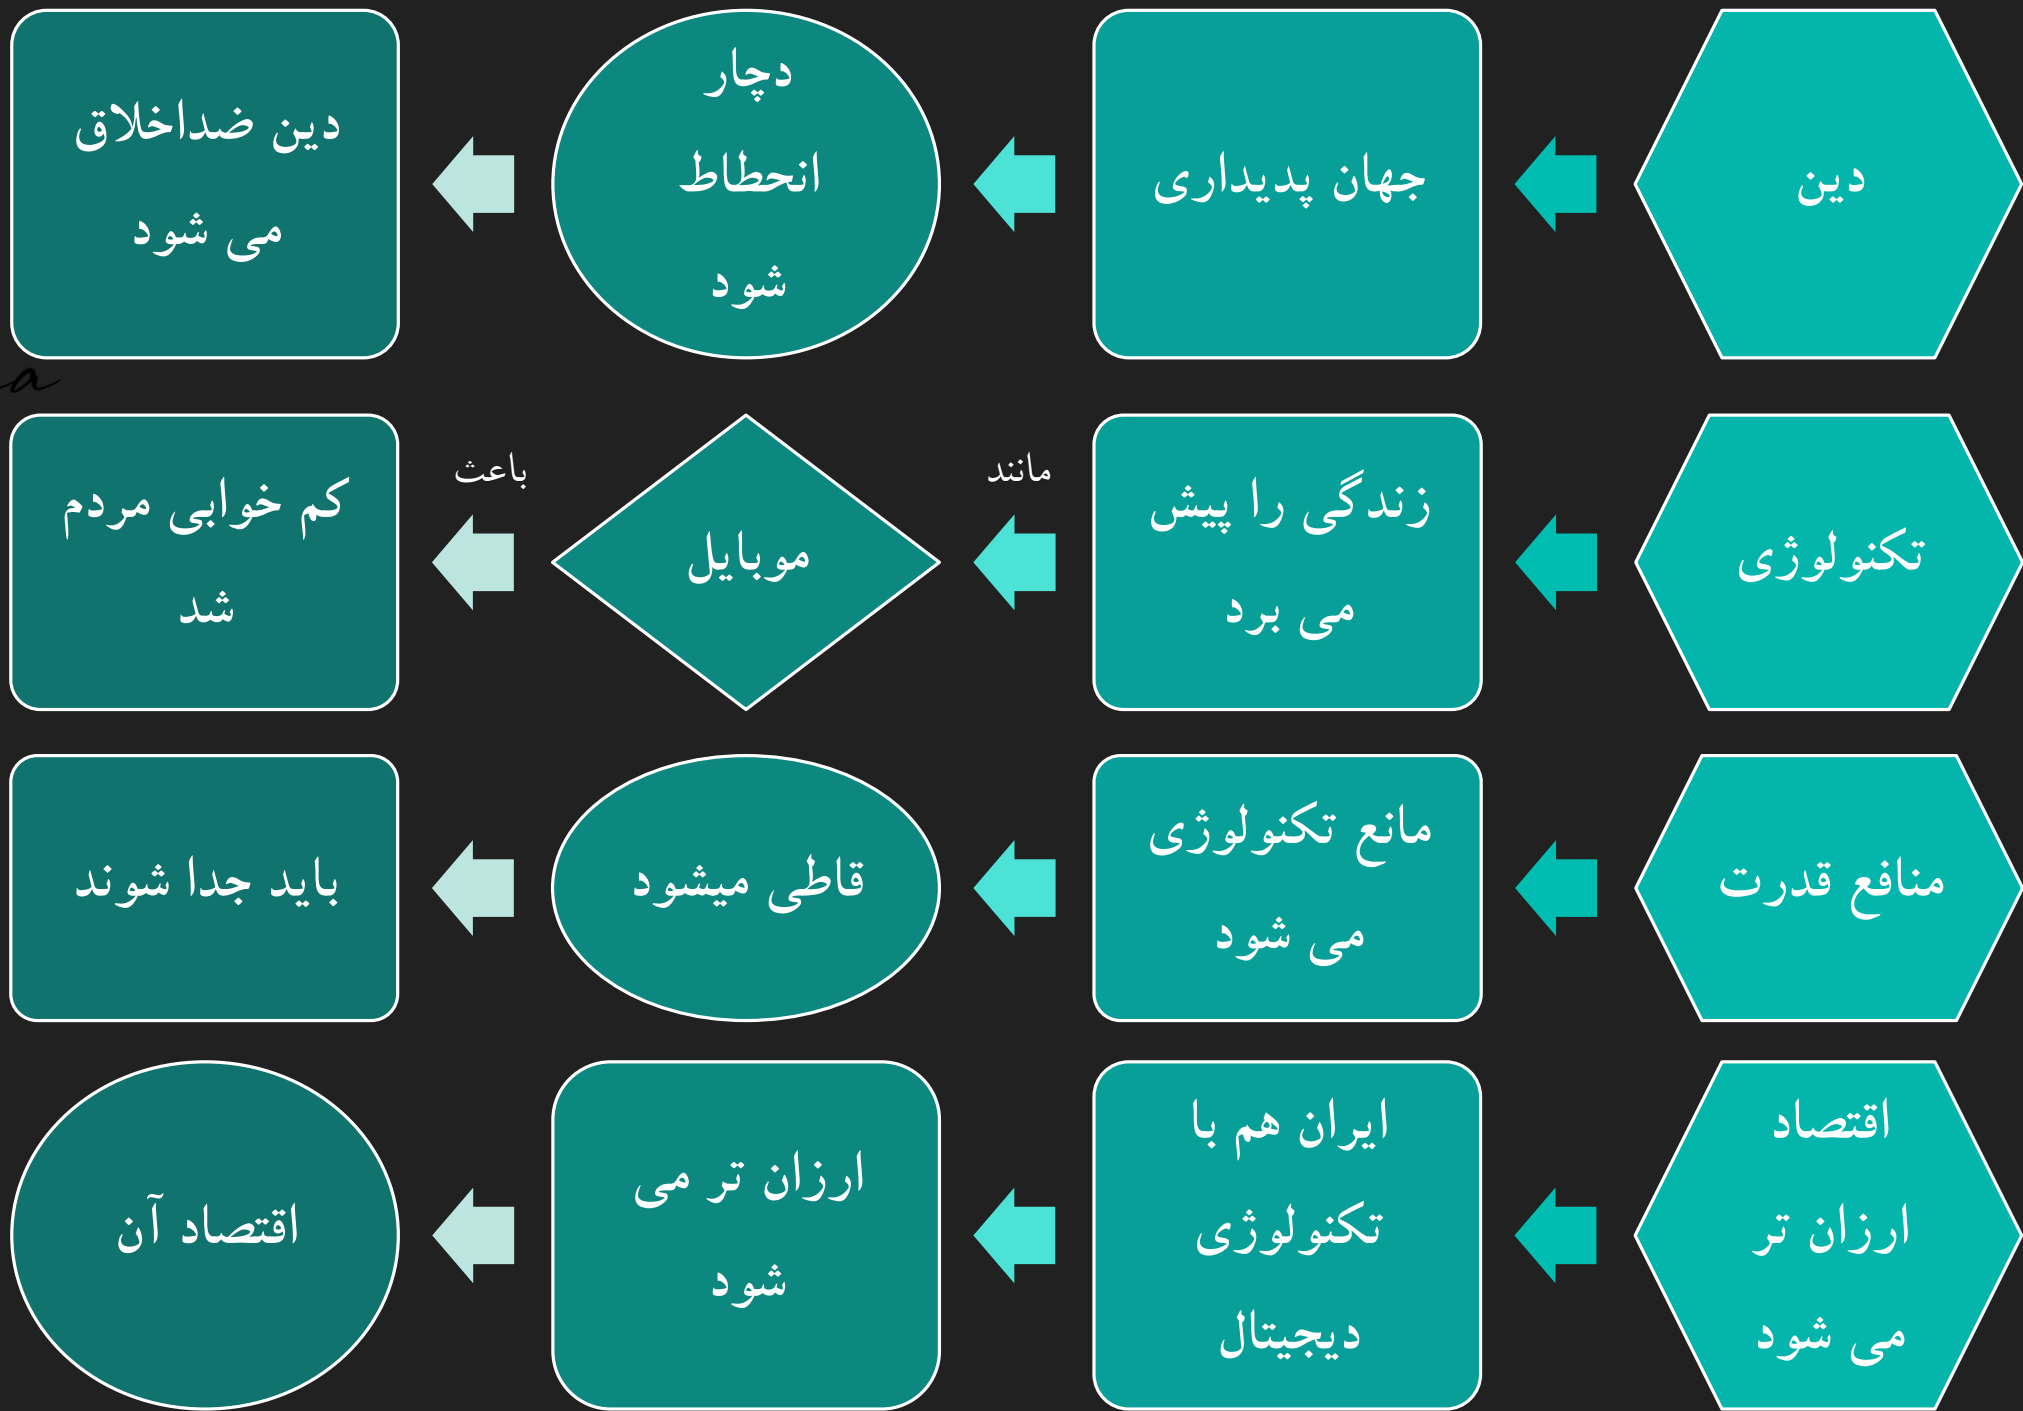 دین
جهان پدیداری
دچار
انحطاط
شود
دین ضداخلاق
می شود
a
تکنولوژی
زندگی را پیش
می برد
مانند
موبایل
باعث
کم خوابی مردم
شد
منافع قدرت
مانع تکنولوژی
می شود
قاطی میشود
باید جدا شوند
اقتصاد
ارزان تر
می شود
ایران هم با
تکنولوژی
دیجیتال
ارزان تر می
شود
اقتصاد آن